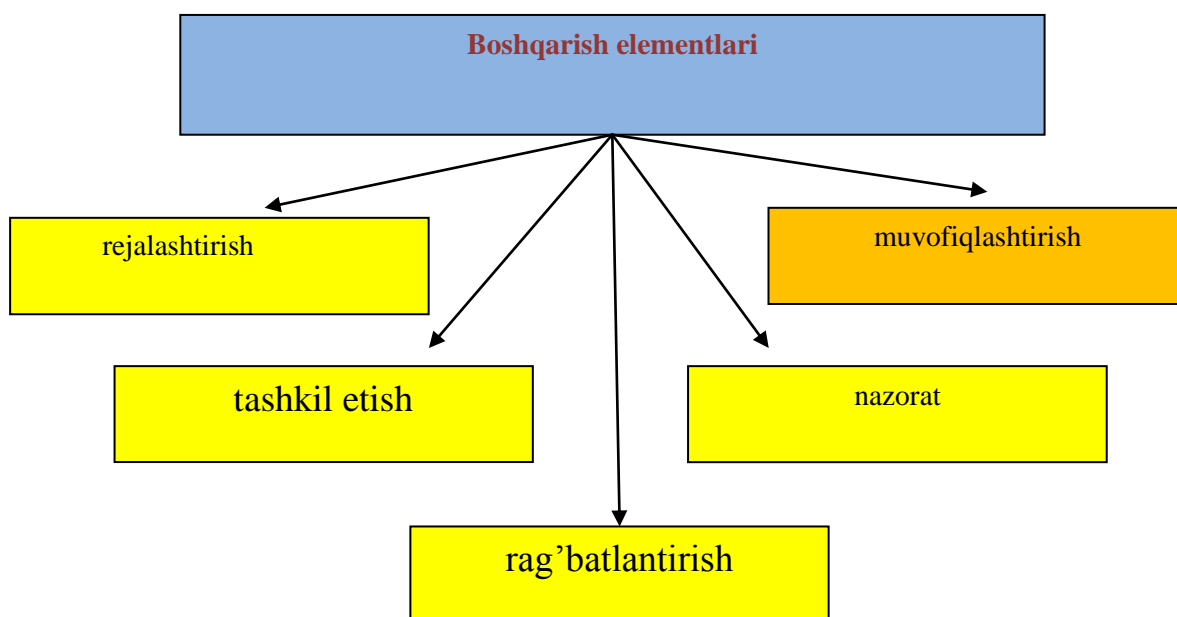 Boshqarish elementlari
rejalashtirish
muvofiqlashtirish
tashkil etish
nazorat
rag’batlantirish